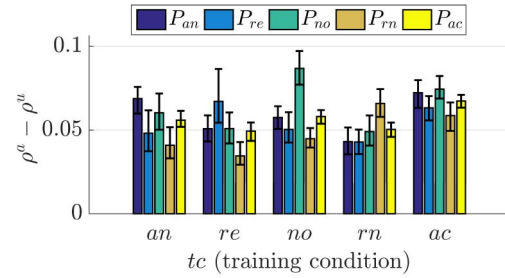 P_an P_re P_no P_rn P_ac
0.1
0.05
0
ρ^a − ρ^u
an re no rn ac
tc (training condition)